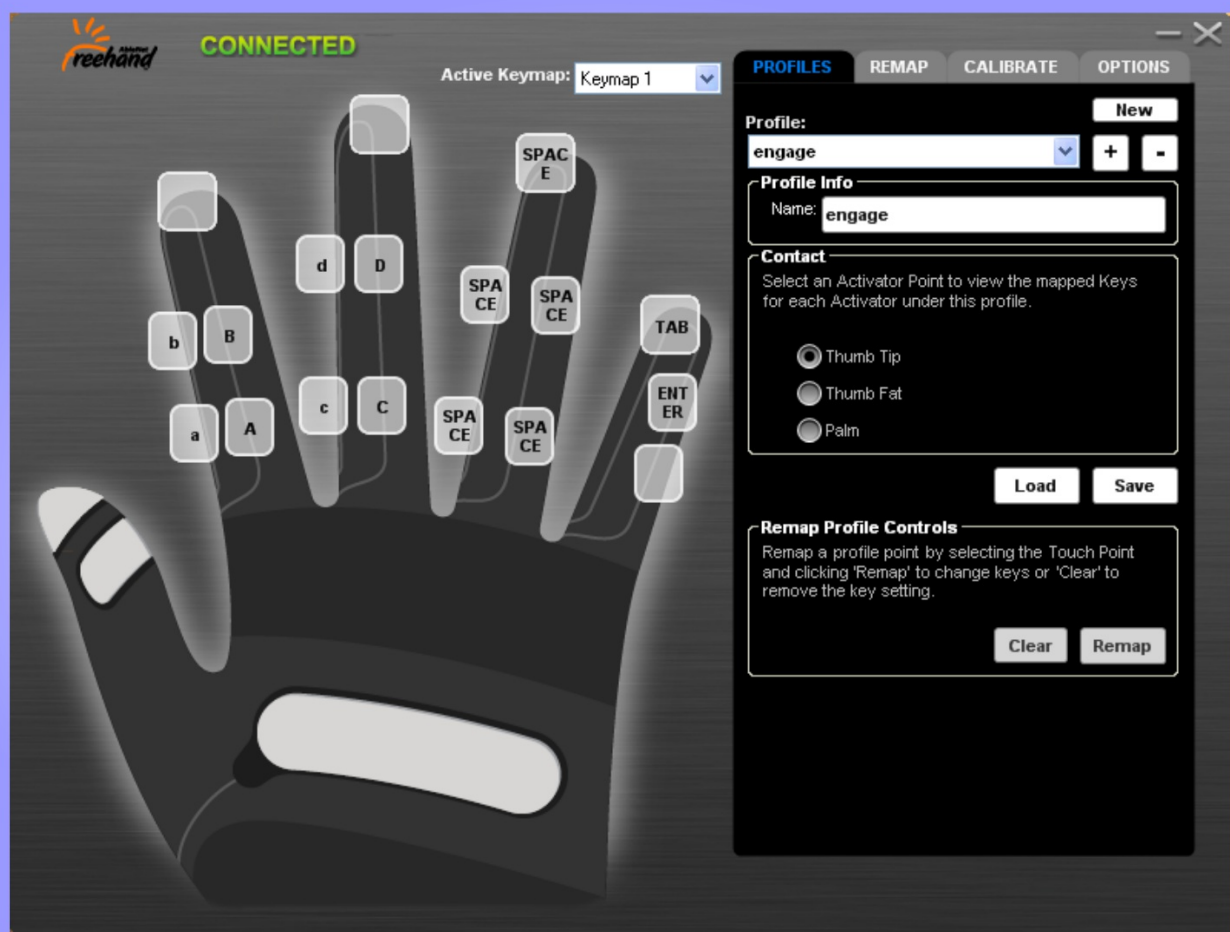 AbleNet
freehand
CONNECTED
Active Keymap: Keymap 1
PROFILES REMAP CALIBRATE OPTIONS
New
Profile:
engage
+ -
Profile Info
Name: engage
Contact
Select an Activator Point to view the mapped Keys
for each Activator under this profile.
Thumb Tip
Thumb Fat
Palm
Load Save
Remap Profile Controls
Remap a profile point by selecting the Touch Point
and clicking 'Remap' to change keys or 'Clear' to
remove the key setting.
Clear Remap
SPAC
E
d D
SPA
CE
SPA
CE
b B
TAB
a A
c C
SPA
CE
SPA
CE
ENT
ER